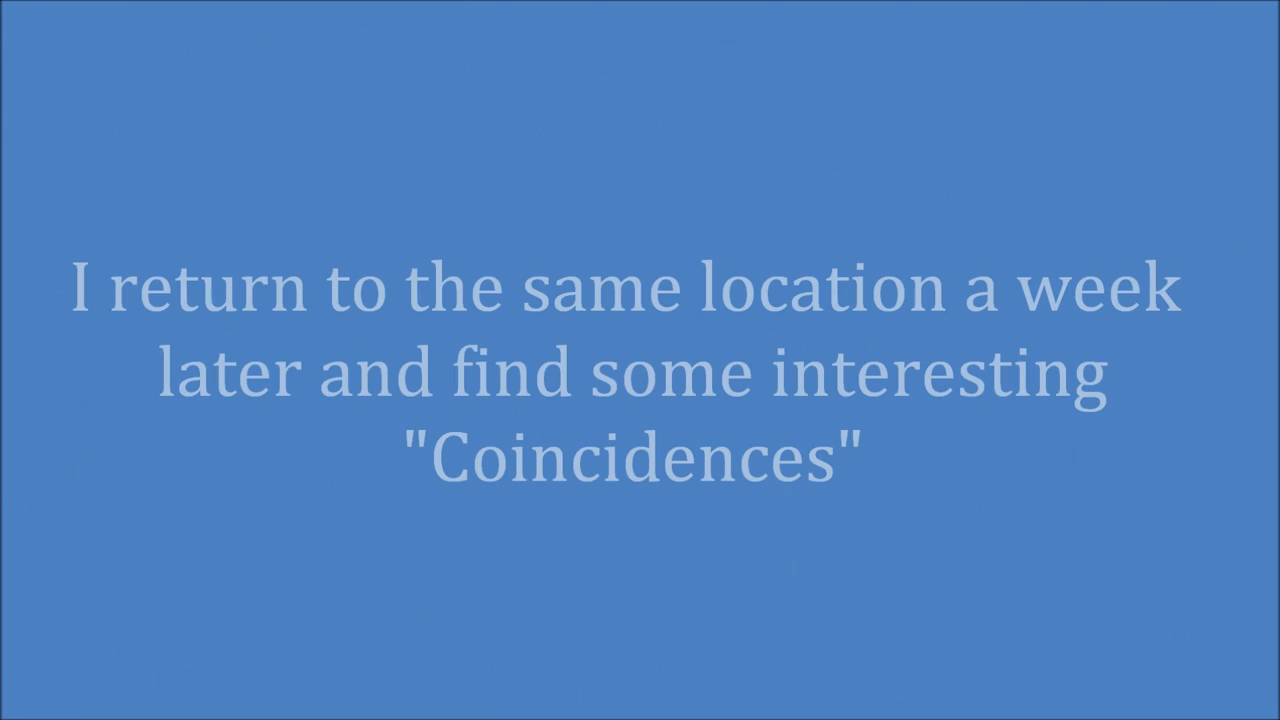 I return to the same location a week
later and find some interesting
"Coincidences"